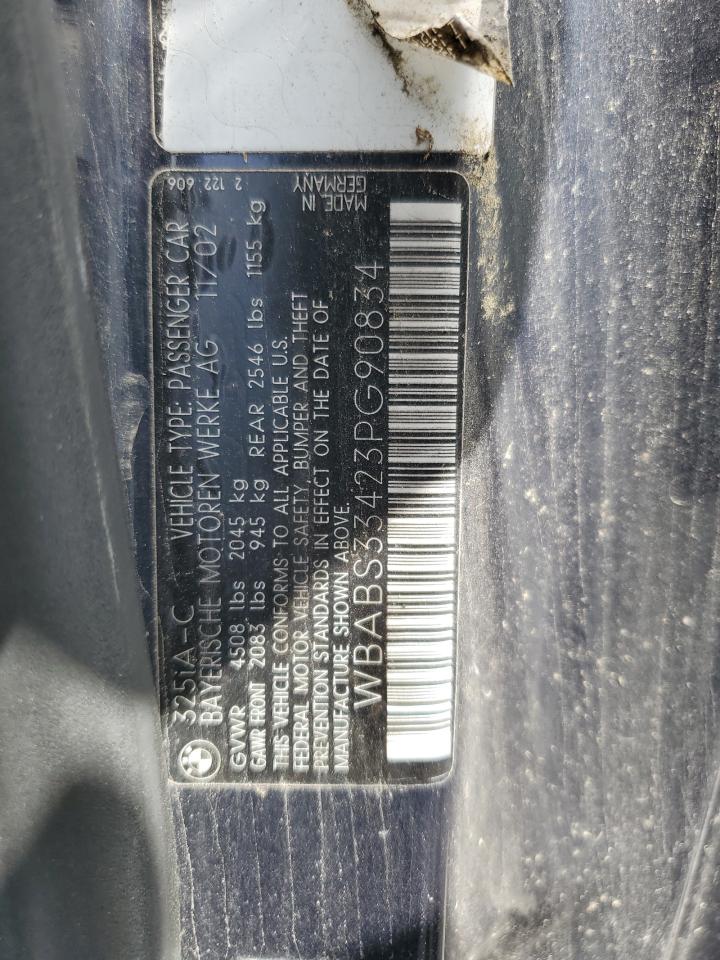 325iA-C VEHICLE TYPE: PASSENGER CAR 2 122 606
BAYERISCHE MOTOREN WERKE AG 11/02
GVWR 4508 lbs 2045 kg
GAWR FRONT 2083 lbs 945 kg REAR 2546 lbs 1155 kg
THIS VEHICLE CONFORMS TO ALL APPLICABLE U.S.
FEDERAL MOTOR VEHICLE SAFETY, BUMPER AND THEFT
PREVENTION STANDARDS IN EFFECT ON THE DATE OF
MANUFACTURE SHOWN ABOVE.
MADE IN
GERMANY
WBABS33423PG90834